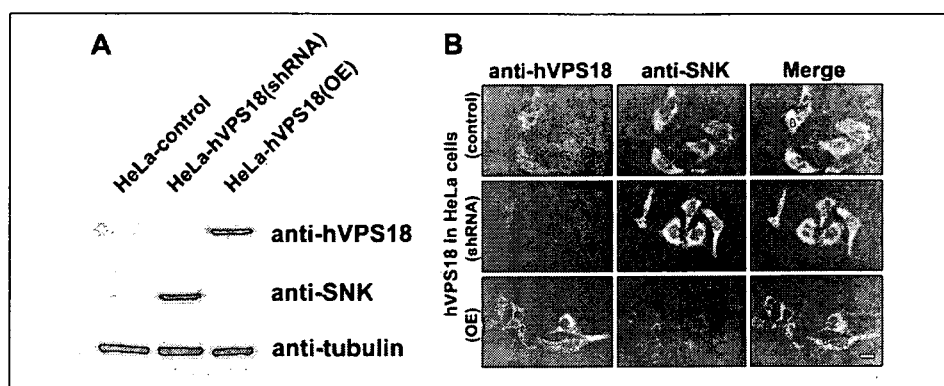 A
HeLa-control
HeLa-hVPS18(shRNA)
HeLa-hVPS18(OE)
anti-hVPS18
anti-SNK
anti-tubulin
B
anti-hVPS18 anti-SNK Merge
hVPS18 in HeLa cells
(control)
(shRNA)
(OE)